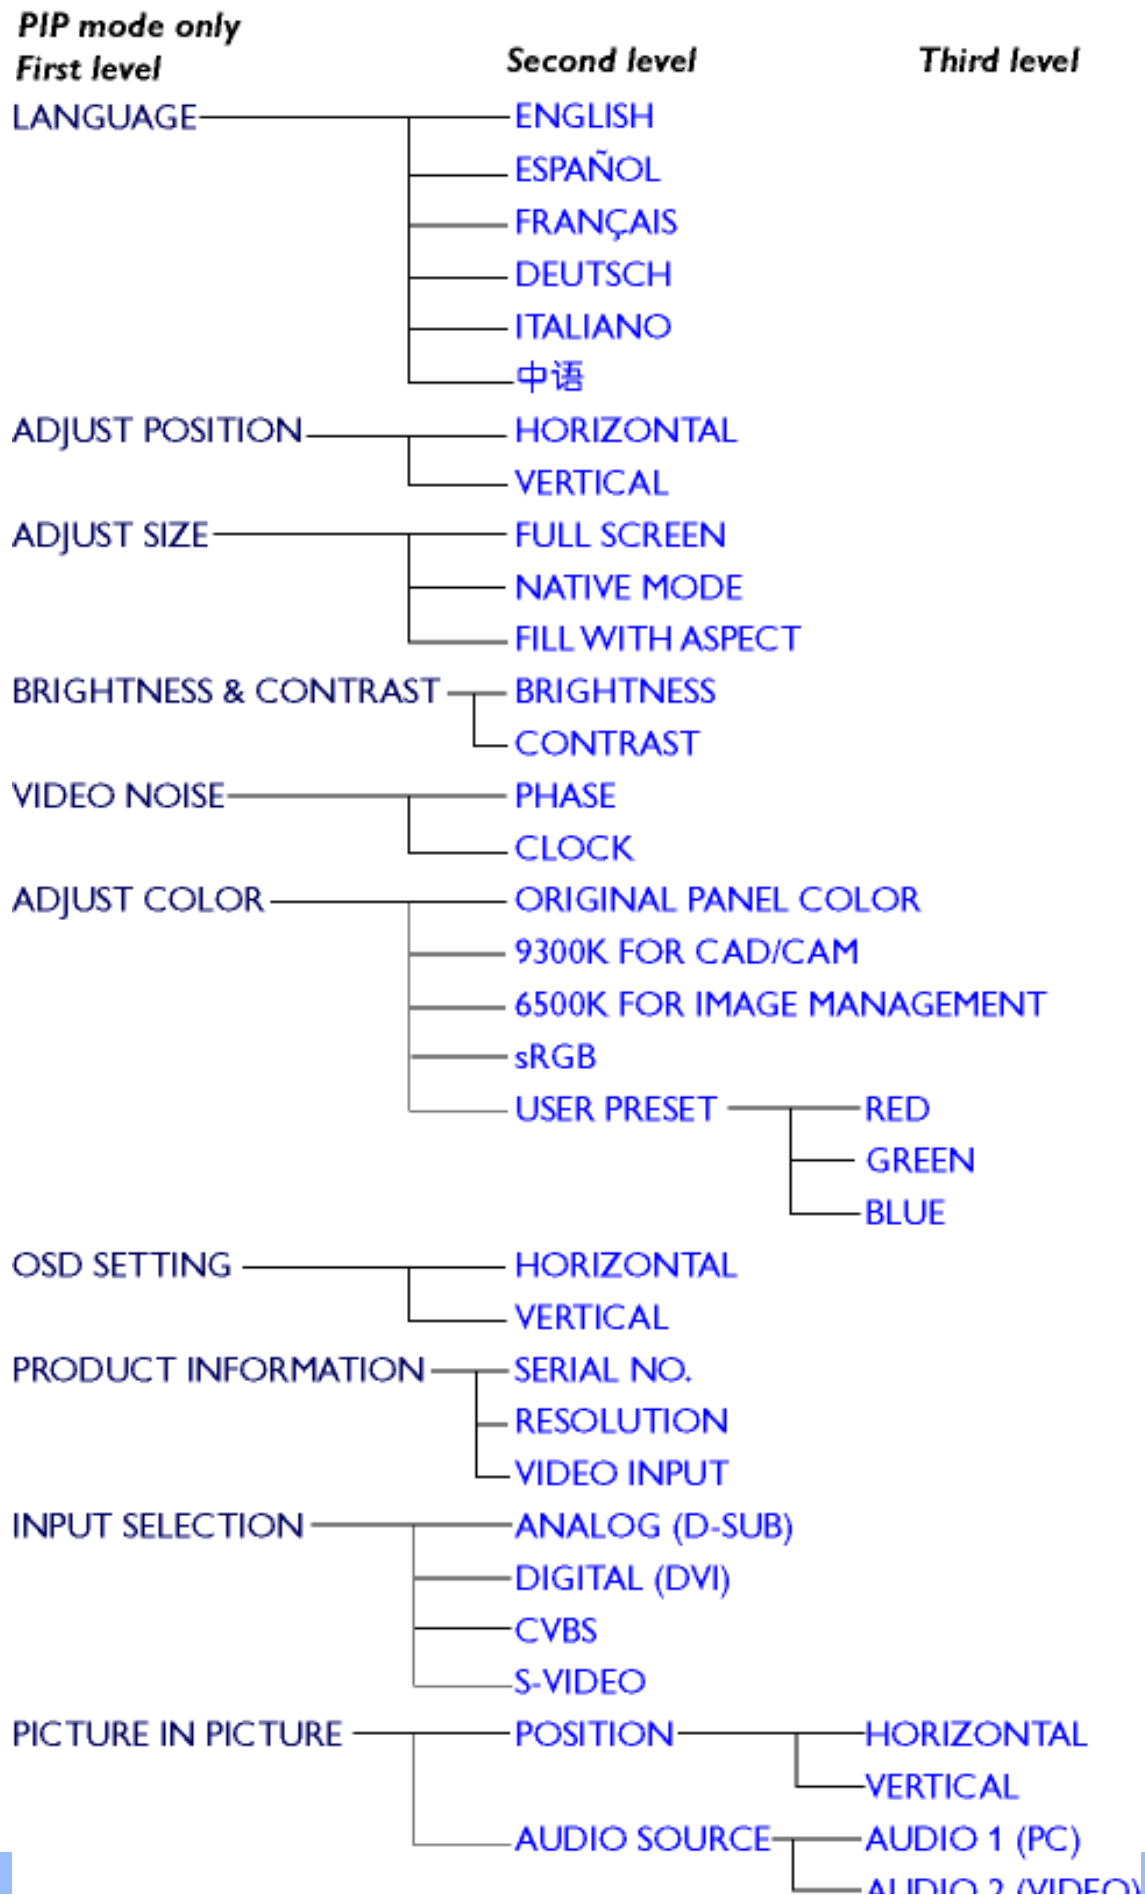 PIP mode only
First level Second level Third level
LANGUAGE ENGLISH
ESPAÑOL
FRANÇAIS
DEUTSCH
ITALIANO
中语
ADJUST POSITION HORIZONTAL
VERTICAL
ADJUST SIZE FULL SCREEN
NATIVE MODE
FILL WITH ASPECT
BRIGHTNESS & CONTRAST BRIGHTNESS
CONTRAST
VIDEO NOISE PHASE
CLOCK
ADJUST COLOR ORIGINAL PANEL COLOR
9300K FOR CAD/CAM
6500K FOR IMAGE MANAGEMENT
sRGB
USER PRESET RED
GREEN
BLUE
OSD SETTING HORIZONTAL
VERTICAL
PRODUCT INFORMATION SERIAL NO.
RESOLUTION
VIDEO INPUT
INPUT SELECTION ANALOG (D-SUB)
DIGITAL (DVI)
CVBS
S-VIDEO
PICTURE IN PICTURE POSITION HORIZONTAL
VERTICAL
AUDIO SOURCE AUDIO 1 (PC)
AUDIO 2 (VIDEO)